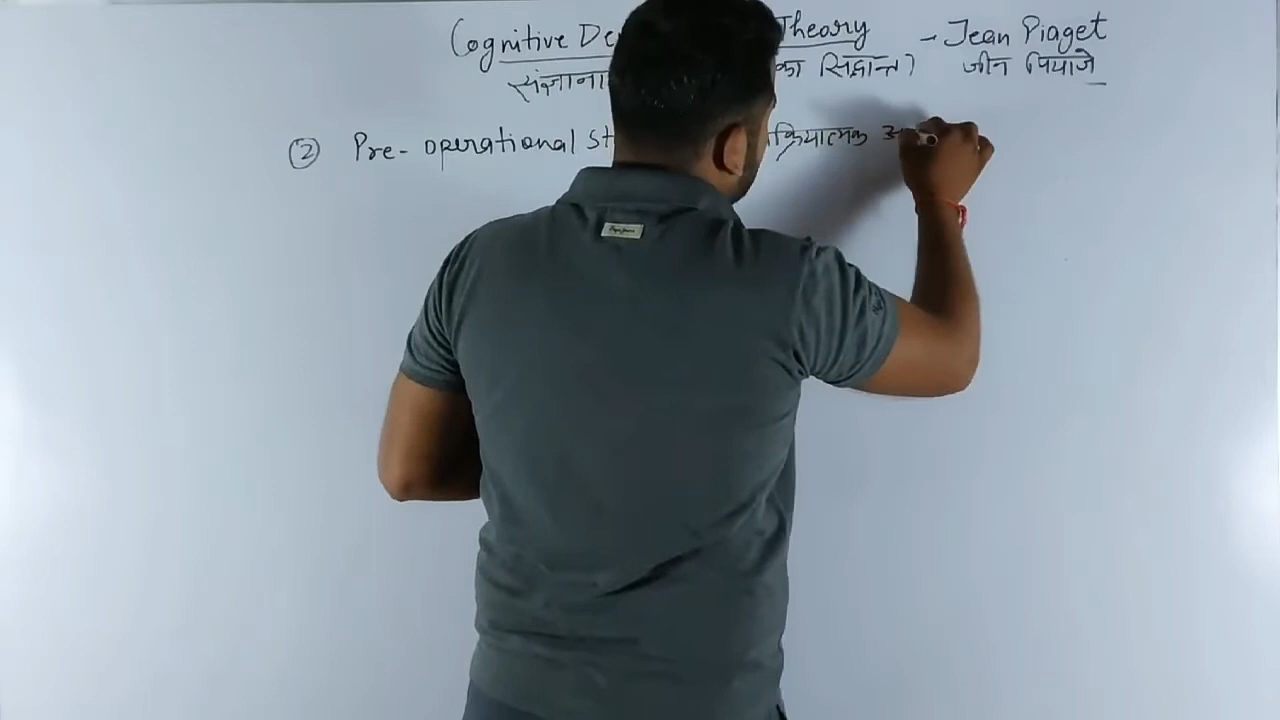 Cognitive De Theory - Jean Piaget
संज्ञाना का सिद्धान्त) जीन पियाजे
② Pre- operational St क्रियात्मक अ